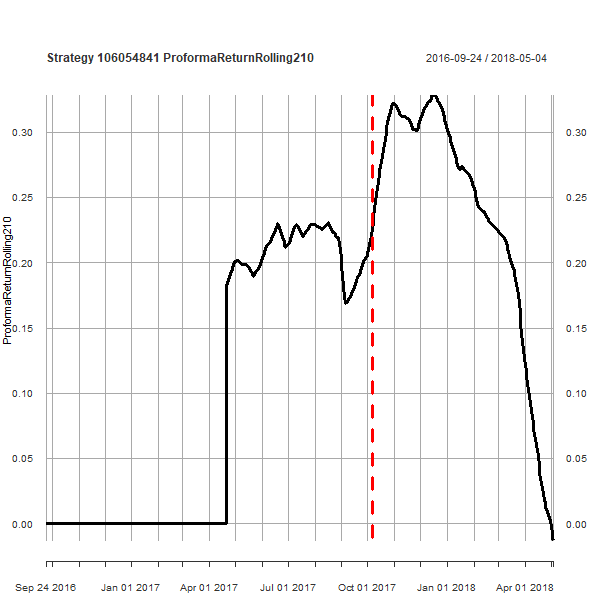 Strategy 106054841 ProformaReturnRolling210
2016-09-24 / 2018-05-04
ProformaReturnRolling210
0.30
0.30
0.25
0.25
0.20
0.20
0.15
0.15
0.10
0.10
0.05
0.05
0.00
0.00
Sep 24 2016
Jan 01 2017
Apr 01 2017
Jul 01 2017
Oct 01 2017
Jan 01 2018
Apr 01 2018